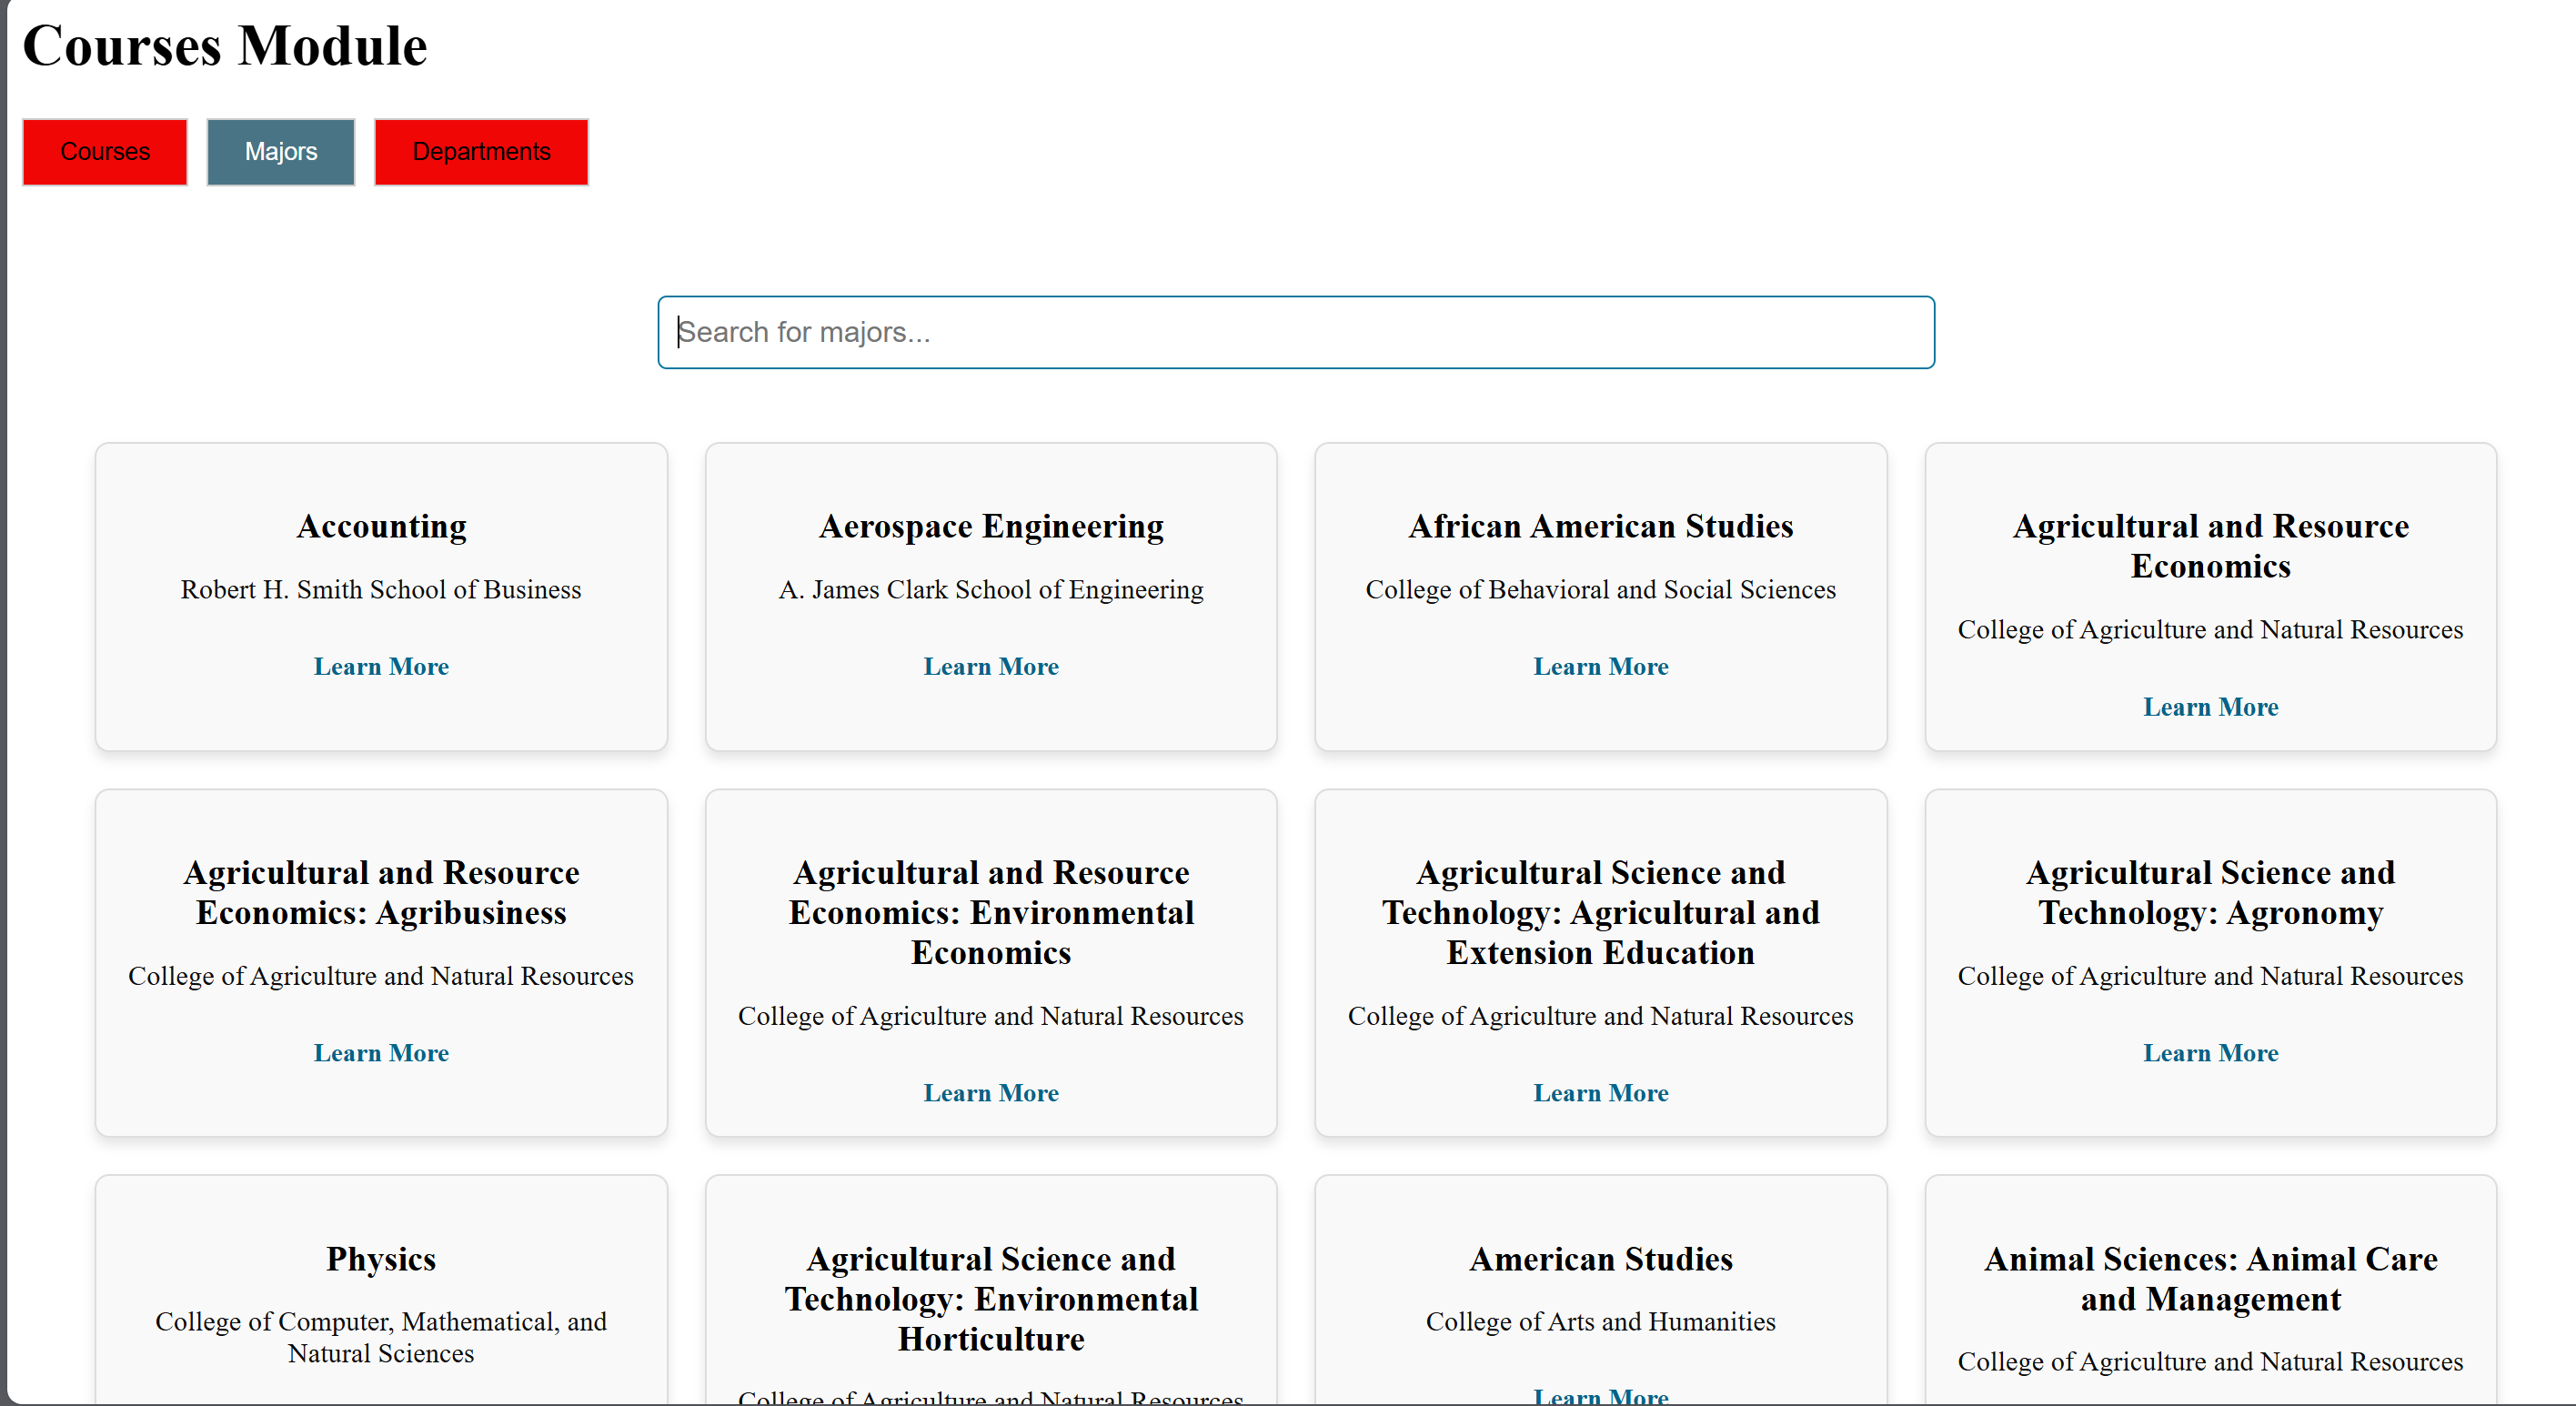 Courses Module
Courses Majors Departments
Search for majors...
Accounting
Robert H. Smith School of Business
Learn More
Aerospace Engineering
A. James Clark School of Engineering
Learn More
African American Studies
College of Behavioral and Social Sciences
Learn More
Agricultural and Resource
Economics
College of Agriculture and Natural Resources
Learn More
Agricultural and Resource
Economics: Agribusiness
College of Agriculture and Natural Resources
Learn More
Agricultural and Resource
Economics: Environmental
Economics
College of Agriculture and Natural Resources
Learn More
Agricultural Science and
Technology: Agricultural and
Extension Education
College of Agriculture and Natural Resources
Learn More
Agricultural Science and
Technology: Agronomy
College of Agriculture and Natural Resources
Learn More
Physics
College of Computer, Mathematical, and
Natural Sciences
Agricultural Science and
Technology: Environmental
Horticulture
College of Agriculture and Natural Resources
American Studies
College of Arts and Humanities
Learn More
Animal Sciences: Animal Care
and Management
College of Agriculture and Natural Resources